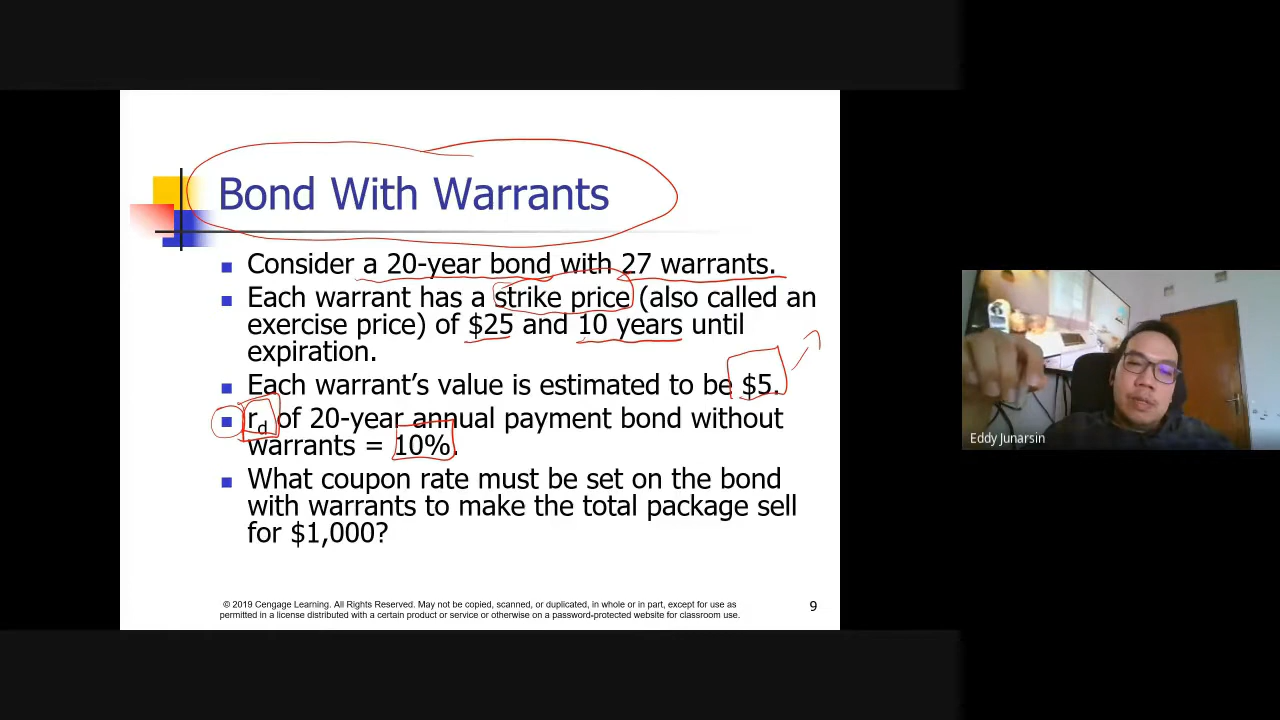 Bond With Warrants
Consider a 20-year bond with 27 warrants.
Each warrant has a strike price (also called an
exercise price) of $25 and 10 years until
expiration.
Each warrant's value is estimated to be $5.
rd of 20-year annual payment bond without
warrants = 10%.
What coupon rate must be set on the bond
with warrants to make the total package sell
for $1,000?
© 2019 Cengage Learning. All Rights Reserved. May not be copied, scanned, or duplicated, in whole or in part, except for use as
permitted in a license distributed with a certain product or service or otherwise on a password-protected website for classroom use.
9
Eddy Junarsin